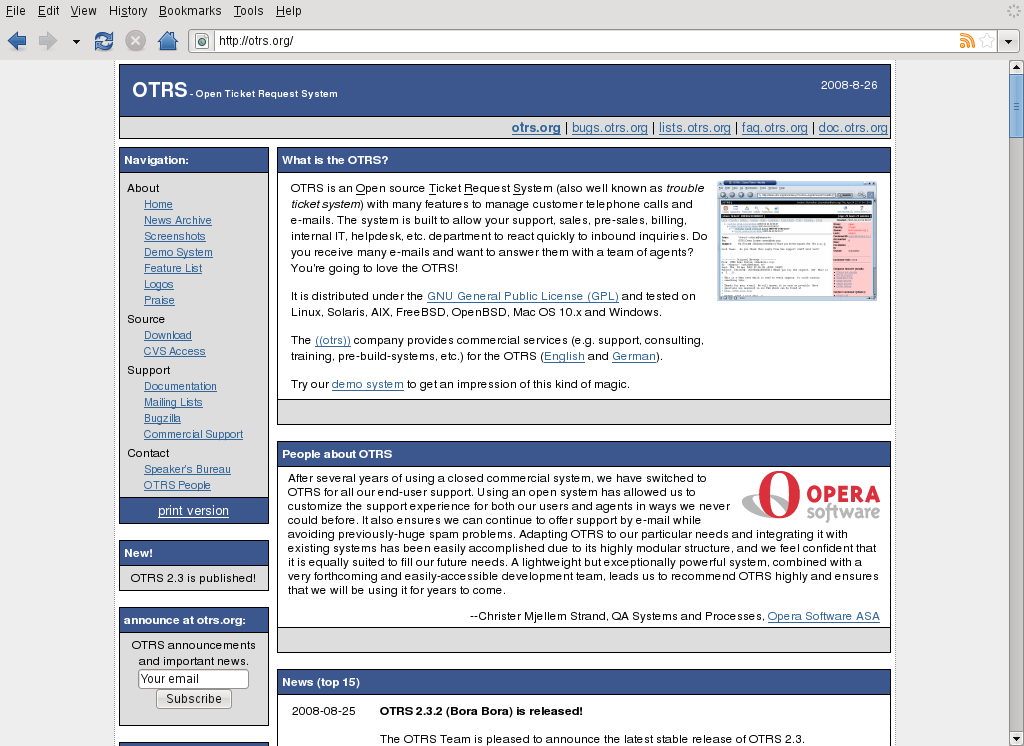 File Edit View History Bookmarks Tools Help
http://otrs.org/
OTRS - Open Ticket Request System
2008-8-26
otrs.org | bugs.otrs.org | lists.otrs.org | faq.otrs.org | doc.otrs.org
Navigation:
About
Home
News Archive
Screenshots
Demo System
Feature List
Logos
Praise
Source
Download
CVS Access
Support
Documentation
Mailing Lists
Bugzilla
Commercial Support
Contact
Speaker's Bureau
OTRS People
print version
New!
OTRS 2.3 is published!
announce at otrs.org:
OTRS announcements
and important news.
Your email
Subscribe
What is the OTRS?
OTRS is an Open source Ticket Request System (also well known as trouble
ticket system) with many features to manage customer telephone calls and
e-mails. The system is built to allow your support, sales, pre-sales, billing,
internal IT, helpdesk, etc. department to react quickly to inbound inquiries. Do
you receive many e-mails and want to answer them with a team of agents?
You're going to love the OTRS!
It is distributed under the GNU General Public License (GPL) and tested on
Linux, Solaris, AIX, FreeBSD, OpenBSD, Mac OS 10.x and Windows.
The ((otrs)) company provides commercial services (e.g. support, consulting,
training, pre-build-systems, etc.) for the OTRS (English and German).
Try our demo system to get an impression of this kind of magic.
People about OTRS
After several years of using a closed commercial system, we have switched to
OTRS for all our end-user support. Using an open system has allowed us to
customize the support experience for both our users and agents in ways we never
could before. It also ensures we can continue to offer support by e-mail while
avoiding previously-huge spam problems. Adapting OTRS to our particular needs and integrating it with
existing systems has been easily accomplished due to its highly modular structure, and we feel confident that
it is equally suited to fill our future needs. A lightweight but exceptionally powerful system, combined with a
very forthcoming and easily-accessible development team, leads us to recommend OTRS highly and ensures
that we will be using it for years to come.
OPERA
software
--Christer Mjellem Strand, QA Systems and Processes, Opera Software ASA
News (top 15)
2008-08-25 OTRS 2.3.2 (Bora Bora) is released!
The OTRS Team is pleased to announce the latest stable release of OTRS 2.3.